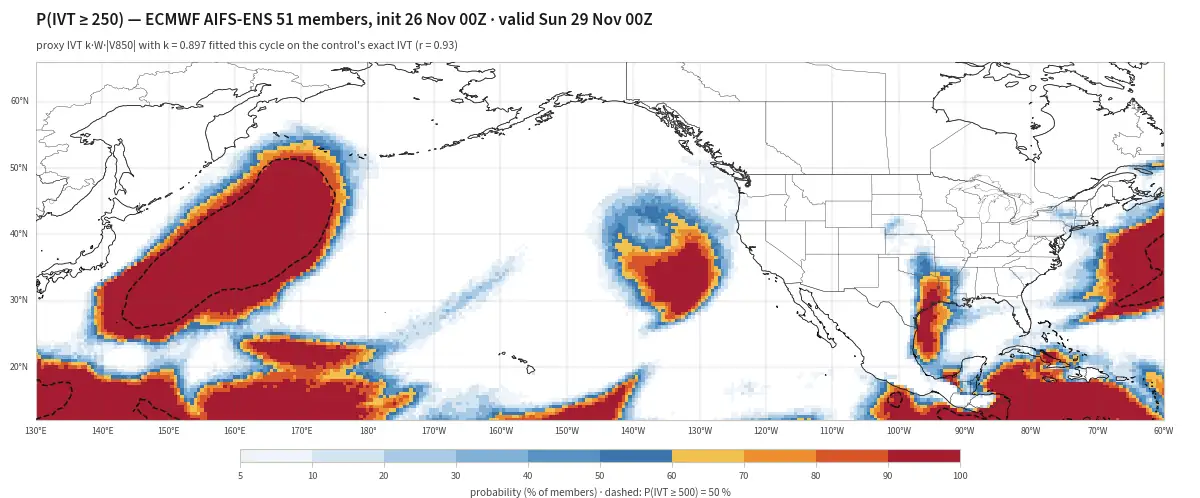 P(IVT ≥ 250) — ECMWF AIFS-ENS 51 members, init 26 Nov 00Z · valid Sun 29 Nov 00Z
proxy IVT k·W·|V850| with k = 0.897 fitted this cycle on the control's exact IVT (r = 0.93)
60°N
50°N
40°N
30°N
20°N
130°E 140°E 150°E 160°E 170°E 180° 170°W 160°W 150°W 140°W 130°W 120°W 110°W 100°W 90°W 80°W 70°W 60°W
5 10 20 30 40 50 60 70 80 90 100
probability (% of members) · dashed: P(IVT ≥ 500) = 50 %